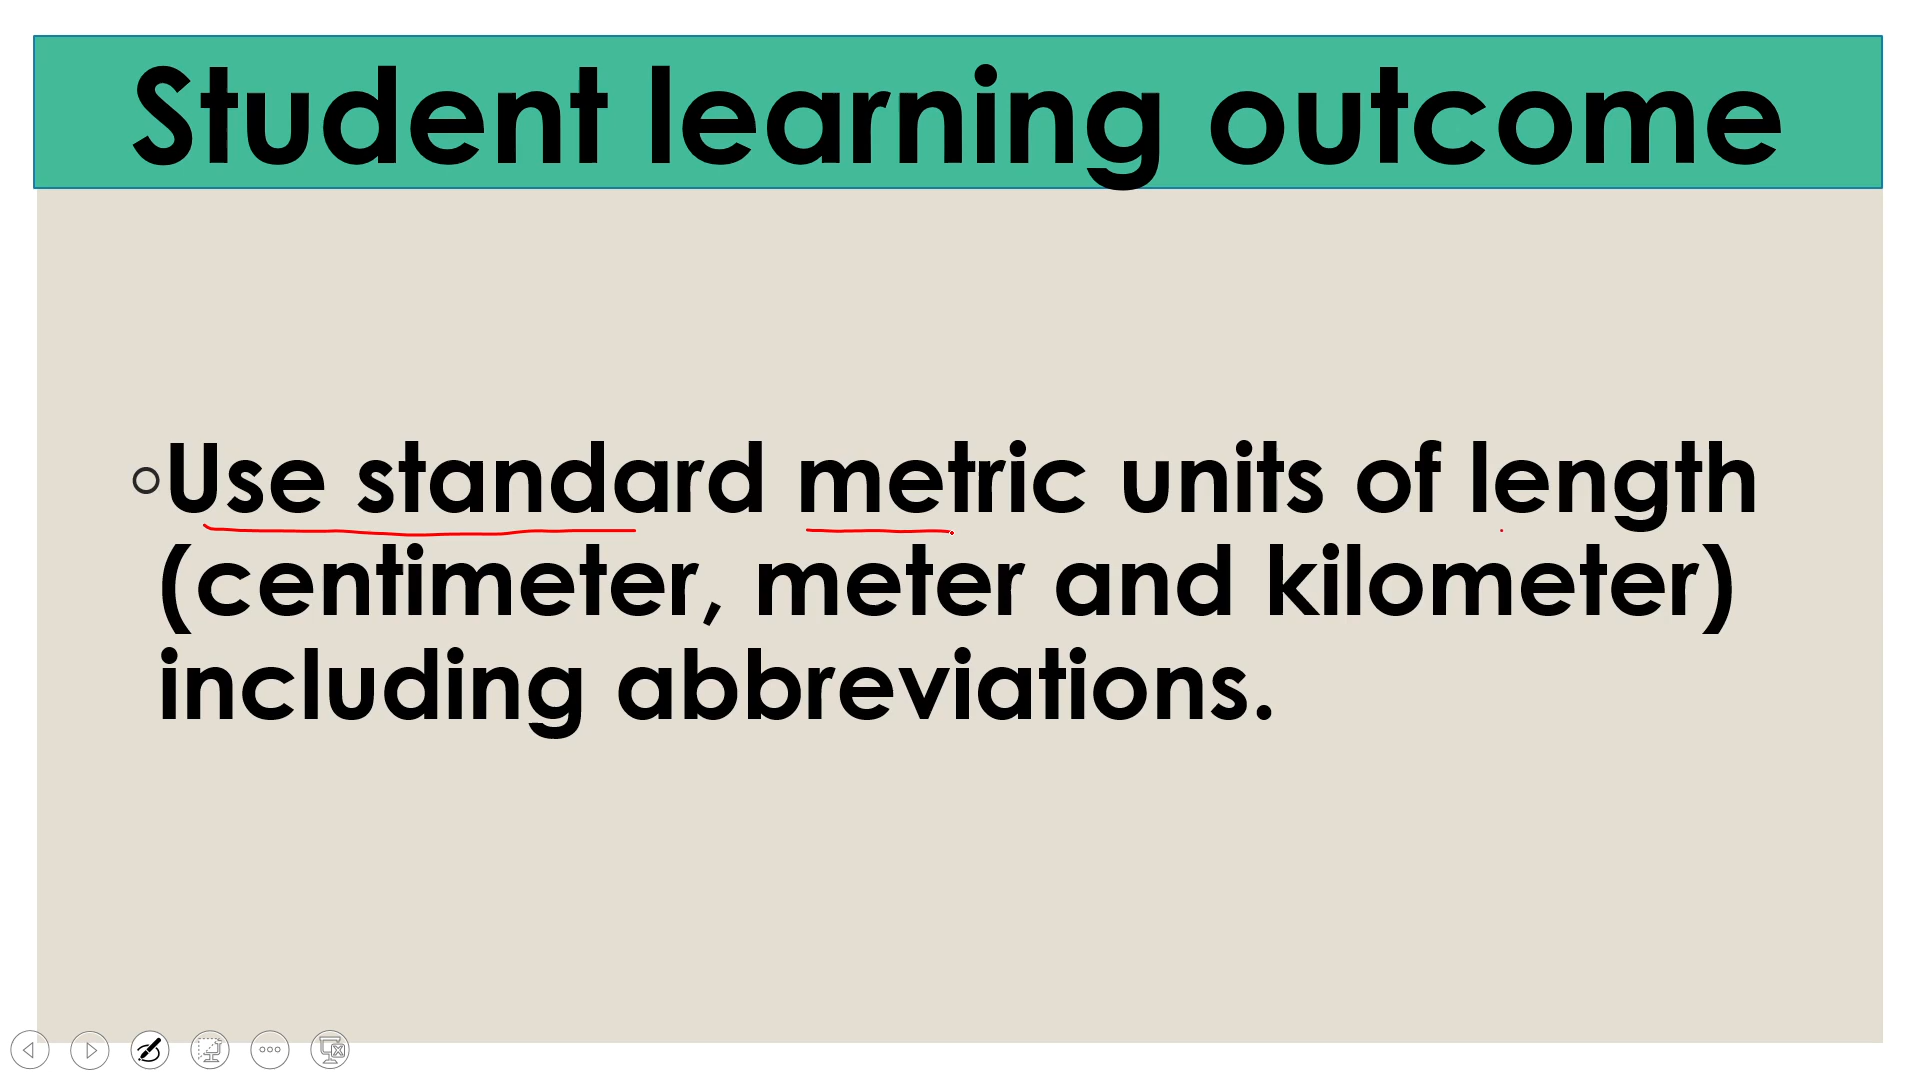 Student learning outcome
Use standard metric units of length
(centimeter, meter and kilometer)
including abbreviations.